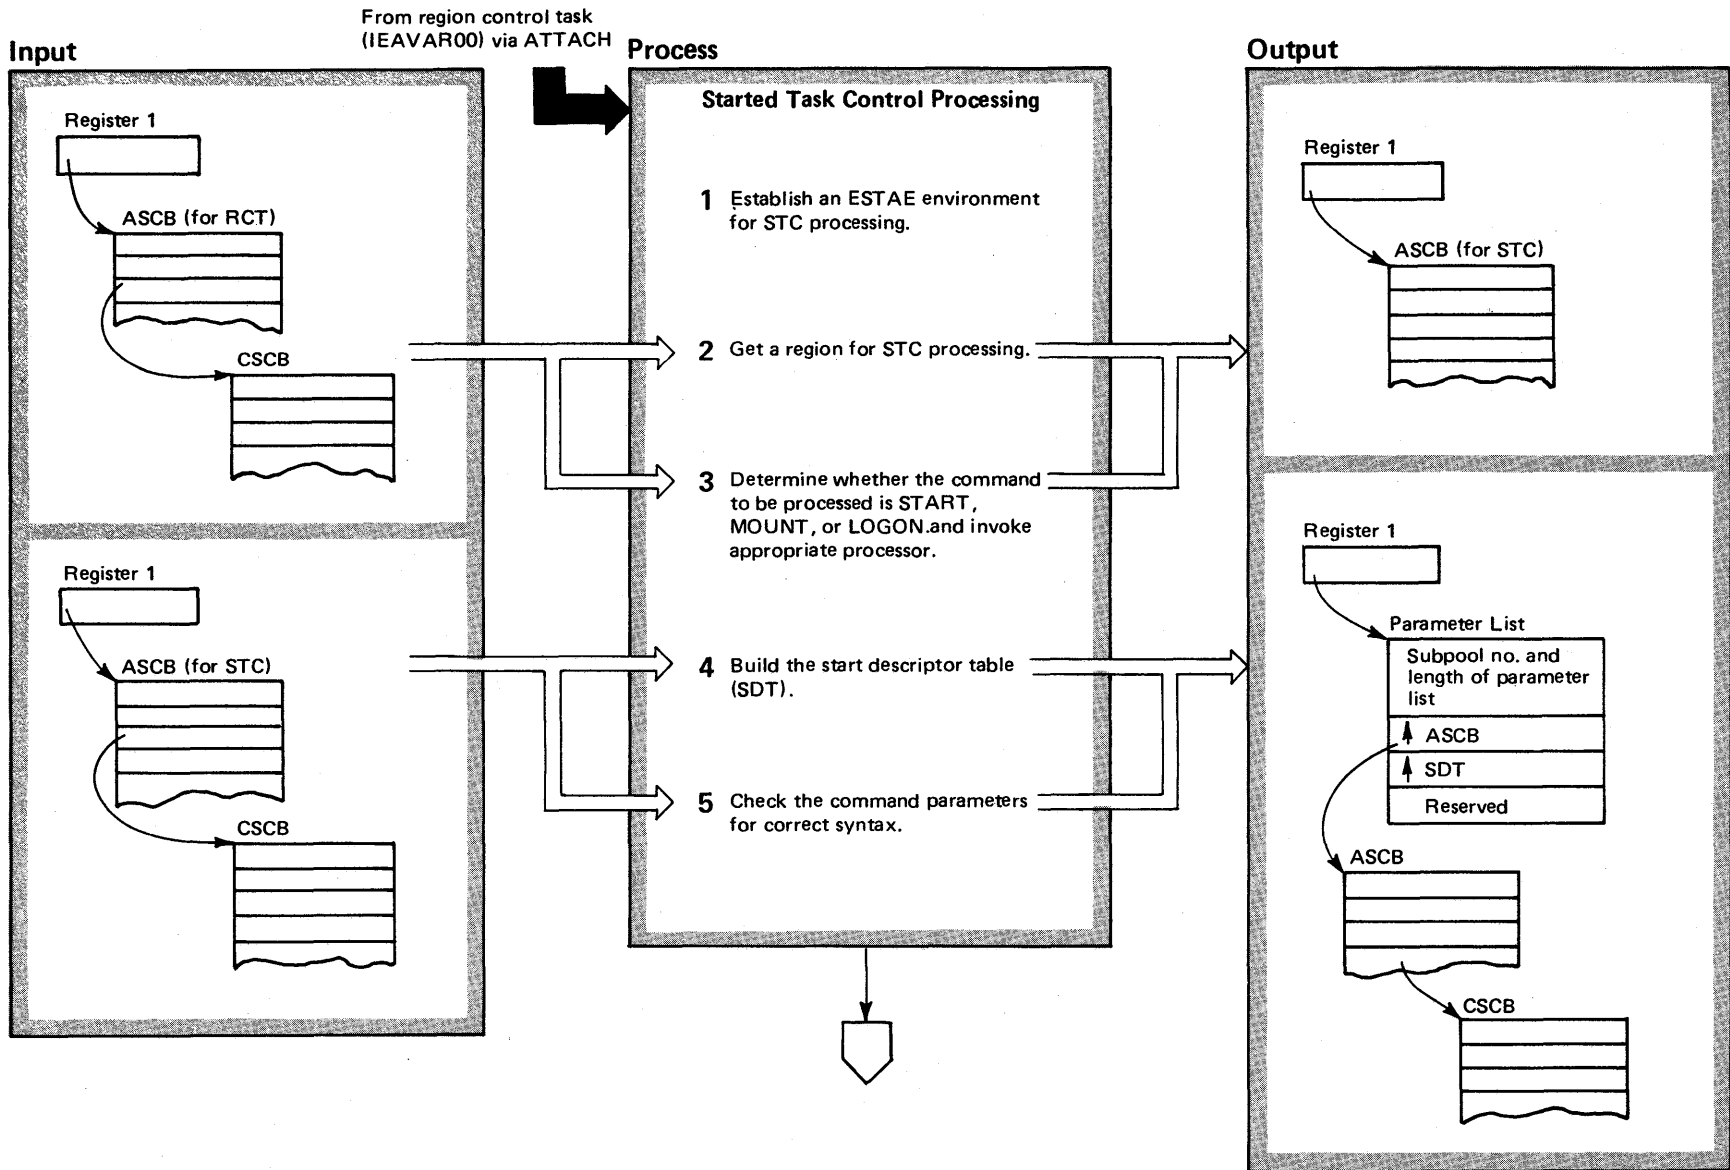 From region control task
(IEAVAR00) via ATTACH
Input
Register 1
ASCB (for RCT)
CSCB
Register 1
ASCB (for STC)
CSCB
Process
Started Task Control Processing
1 Establish an ESTAE environment
for STC processing.
2 Get a region for STC processing.
3 Determine whether the command
to be processed is START,
MOUNT, or LOGON.and invoke
appropriate processor.
4 Build the start descriptor table
(SDT).
5 Check the command parameters
for correct syntax.
Output
Register 1
ASCB (for STC)
Register 1
Parameter List
Subpool no. and
length of parameter
list
ASCB
SDT
Reserved
ASCB
CSCB